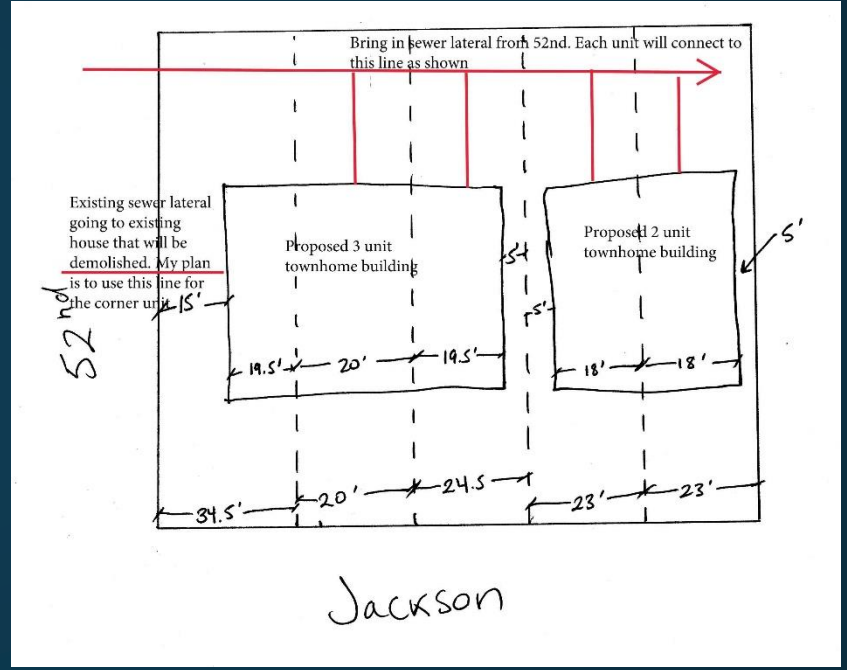 Bring in sewer lateral from 52nd. Each unit will connect to
this line as shown
Existing sewer lateral
going to existing
house that will be
demolished. My plan
is to use this line for
the corner unit
Proposed 3 unit
townhome building
Proposed 2 unit
townhome building
5'
5'
5'
15'
52nd
19.5'
20'
19.5'
18'
18'
34.5'
20'
24.5
23'
23'
Jackson